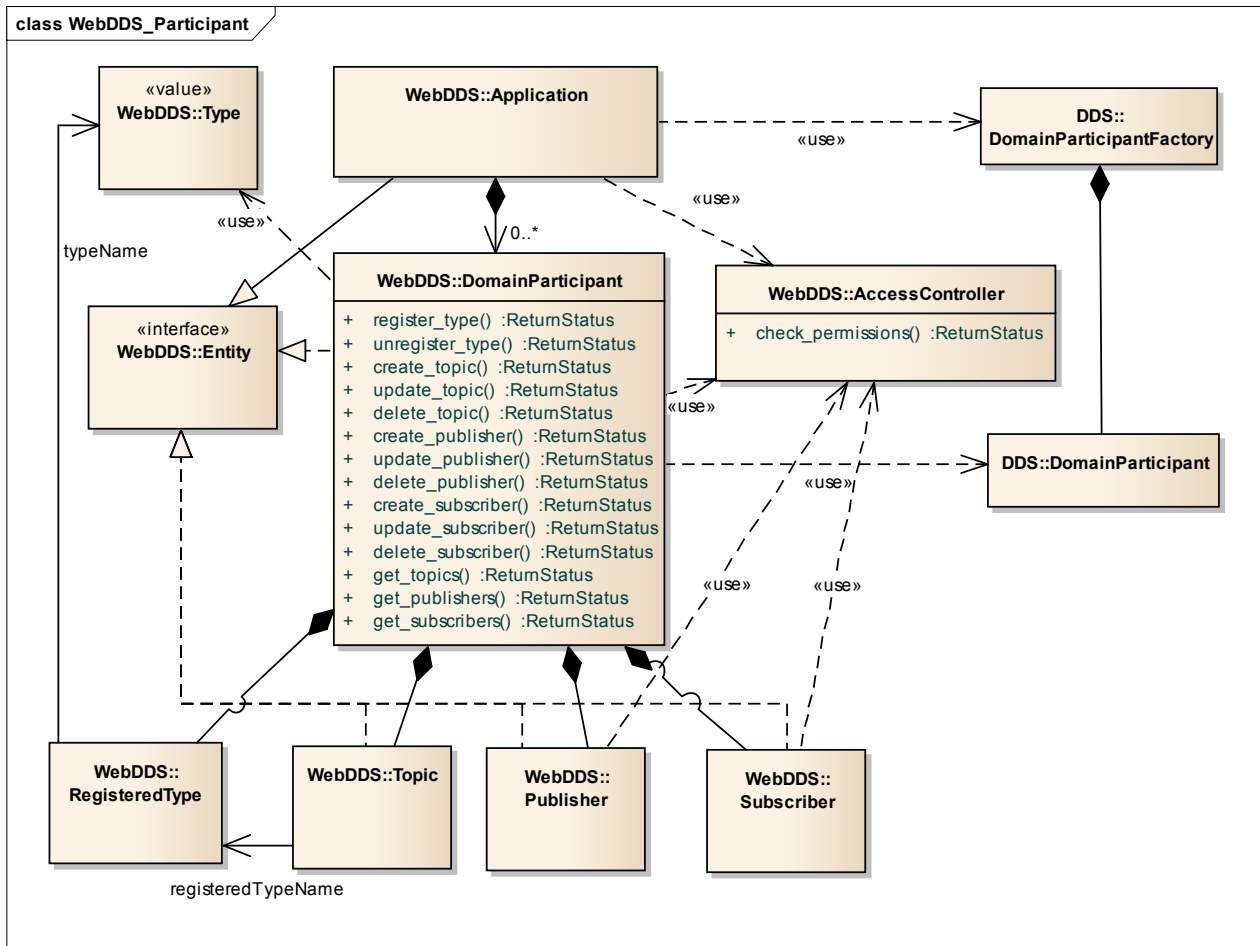 class WebDDS_Participant
«value»
WebDDS::Type
WebDDS::Application
DDS::
DomainParticipantFactory
«use»
«use»
«use»
typeName
0..*
WebDDS::DomainParticipant
+ register_type() :ReturnStatus
+ unregister_type() :ReturnStatus
+ create_topic() :ReturnStatus
+ update_topic() :ReturnStatus
+ delete_topic() :ReturnStatus
+ create_publisher() :ReturnStatus
+ update_publisher() :ReturnStatus
+ delete_publisher() :ReturnStatus
+ create_subscriber() :ReturnStatus
+ update_subscriber() :ReturnStatus
+ delete_subscriber() :ReturnStatus
+ get_topics() :ReturnStatus
+ get_publishers() :ReturnStatus
+ get_subscribers() :ReturnStatus
WebDDS::AccessController
+ check_permissions() :ReturnStatus
«interface»
WebDDS::Entity
«use»
DDS::DomainParticipant
«use»
«use»
«use»
WebDDS::
RegisteredType
WebDDS::Topic
WebDDS::
Publisher
WebDDS::
Subscriber
registeredTypeName